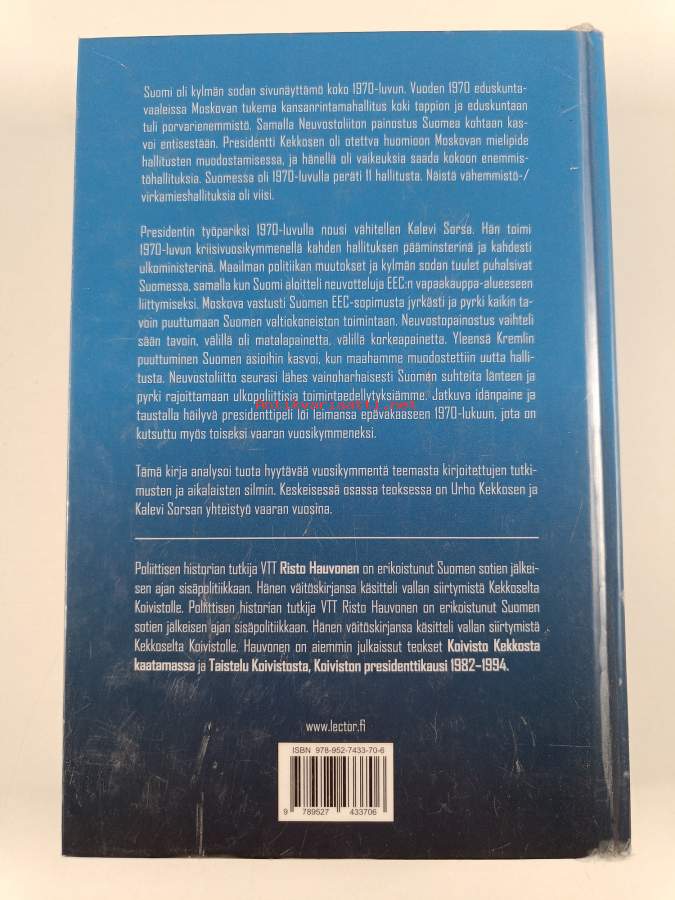 Suomi oli kylmän sodan sivunäyttämö koko 1970-luvun. Vuoden 1970 eduskunta-
vaaleissa Moskovan tukema kansanrintamahallitus koki tappion ja eduskuntaan
tuli porvarienemmistö. Samalla Neuvostoliiton painostus Suomea kohtaan kas-
voi entisestään. Presidentti Kekkosen oli otettva huomioon Moskovan mielipide
hallitusten muodostamisessa, ja hänellä oli vaikeuksia saada kokoon enemmis-
töhallituksia. Suomessa oli 1970-luvulla peräti 11 hallitusta. Näistä vähemmistö-/
virkamieshallituksia oli viisi.
Presidentin työpariksi 1970-luvulla nousi vähitellen Kalevi Sorsa. Hän toimi
1970-luvun kriisivuosikymmenellä kahden hallituksen pääminsterinä ja kahdesti
ulkoministerinä. Maailman politiikan muutokset ja kylmän sodan tuulet puhalsivat
Suomessa, samalla kun Suomi aloitteli neuvotteluja EEC:n vapaakauppa-alueeseen
liittymiseksi. Moskova vastusti Suomen EEC-sopimusta jyrkästi ja pyrki kaikin ta-
voin puuttumaan Suomen valtiokoneiston toimintaan. Neuvostopainostus vaihteli
sään tavoin, välillä oli matalapainetta, välillä korkeapainetta. Yleensä Kremlin
puuttuminen Suomen asioihin kasvoi, kun maahamme muodostettiin uutta halli-
tusta. Neuvostoliitto seurasi lähes vainoharhaisesti Suomen suhteita länteen ja
pyrki rajoittamaan ulkopoliittisia toimintaedellytyksiämme. Jatkuva idänpaine ja
Antikvariaatti.net
taustalla häilyvä presidenttipeli löi leimansa epävakaaseen 1970-lukuun, jota on
kutsuttu myös toiseksi vaaran vuosikymmeneksi.
Tämä kirja analysoi tuota hyytävää vuosikymmentä teemasta kirjoitettujen tutki-
musten ja aikalaisten silmin. Keskeisessä osassa teoksessa on Urho Kekkosen ja
Kalevi Sorsan yhteistyö vaaran vuosina.
Poliittisen historian tutkija VTT Risto Hauvonen on erikoistunut Suomen sotien jälkei-
sen ajan sisäpolitiikkaan. Hänen väitöskirjansa käsitteli vallan siirtymistä Kekkoselta
Koivistolle. Poliittisen historian tutkija VTT Risto Hauvonen on erikoistunut Suomen
sotien jälkeisen ajan sisäpolitiikkaan. Hänen väitöskirjansa käsitteli vallan siirtymistä
Kekkoselta Koivistolle. Hauvonen on aiemmin julkaissut teokset Koivisto Kekkosta
kaatamassa ja Taistelu Koivistosta, Koiviston presidenttikausi 1982–1994.
www.lector.fi
ISBN 978-952-7433-70-6
9 789527 433706